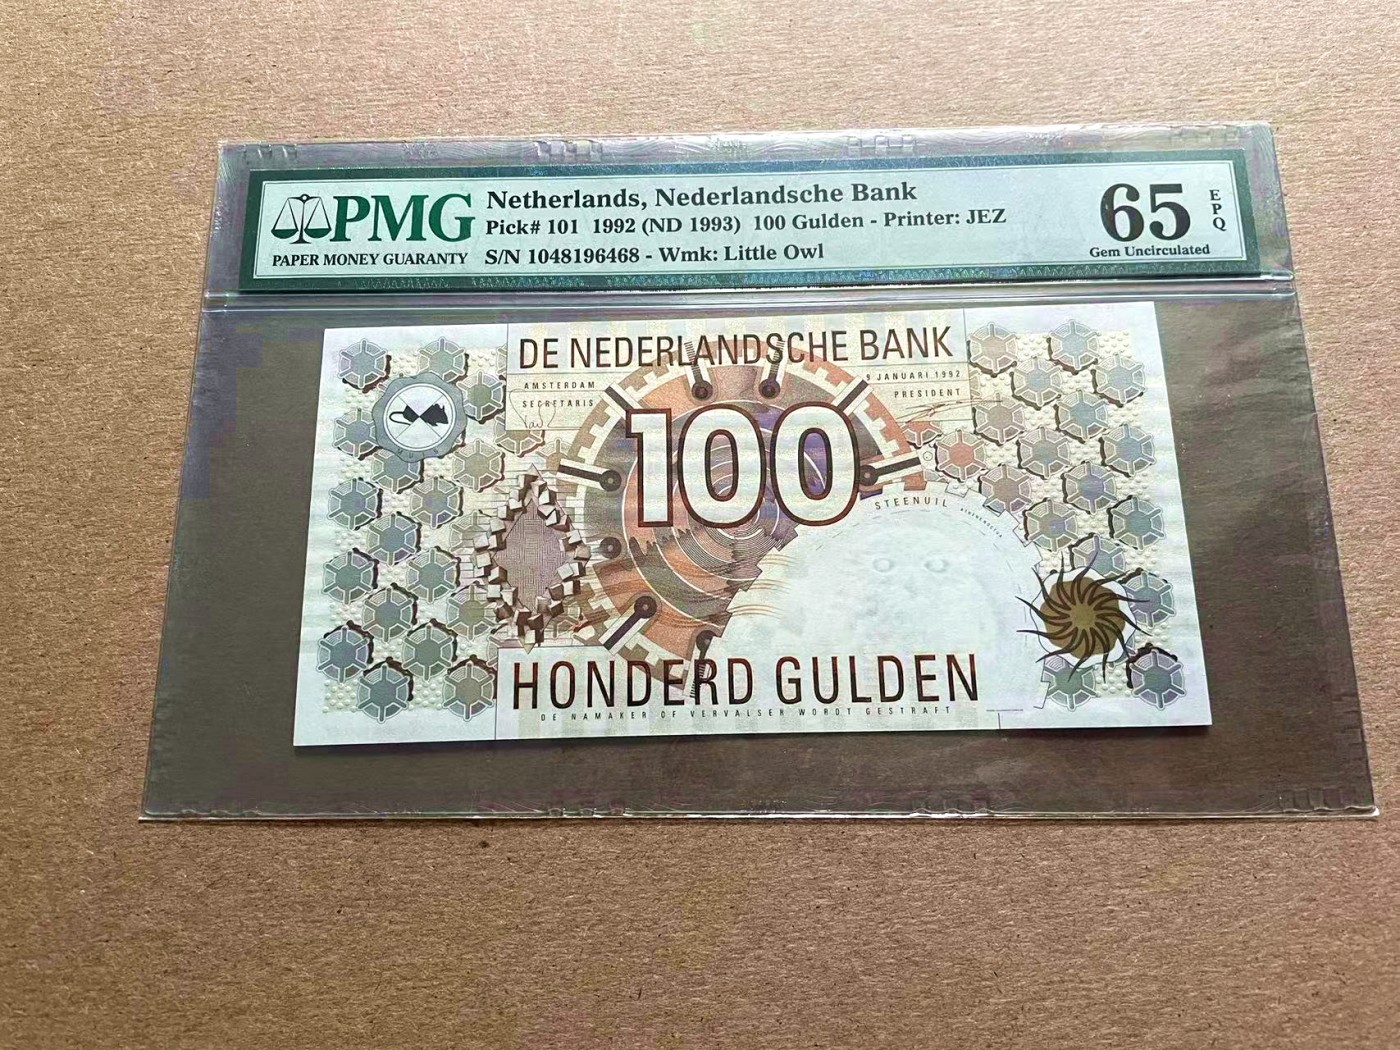 PMG
PAPER MONEY GUARANTY
Netherlands, Nederlandsche Bank
Pick# 101 1992 (ND 1993) 100 Gulden - Printer: JEZ
S/N 1048196468 - Wmk: Little Owl
65
EPQ
Gem Uncirculated
DE NEDERLANDSCHE BANK
AMSTERDAM
9 JANUARI 1992
SECRETARIS
PRESIDENT
100
STEENUIL
HONDERD GULDEN
DE NAMAKER OF VERVALSER WORDT GESTRAFT